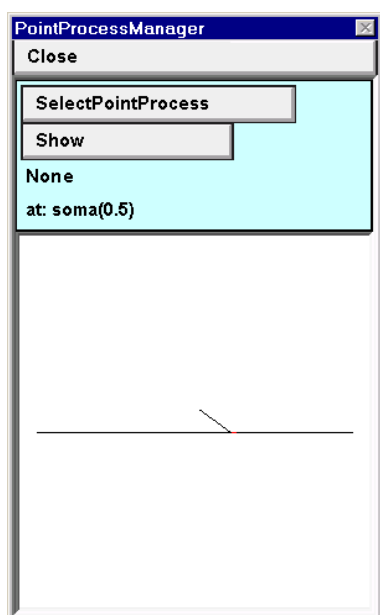 PointProcessManager
Close
SelectPointProcess
Show
None
at: soma(0.5)